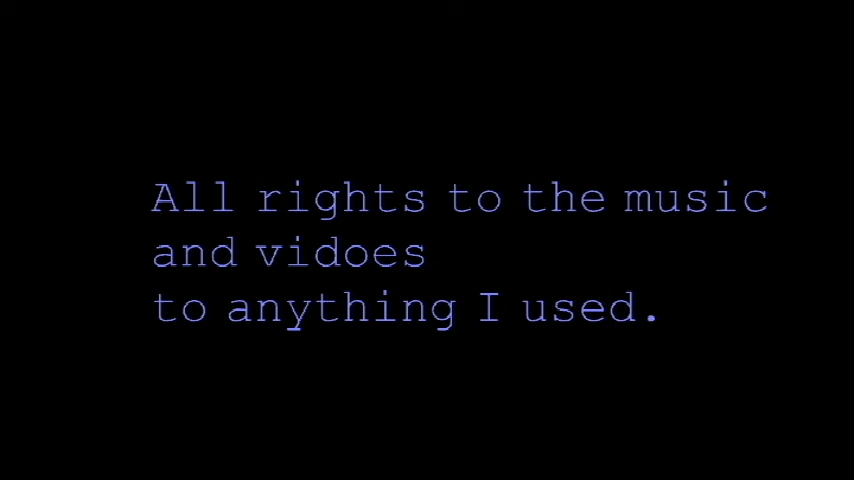 All rights to the music
and vidoes
to anything I used.